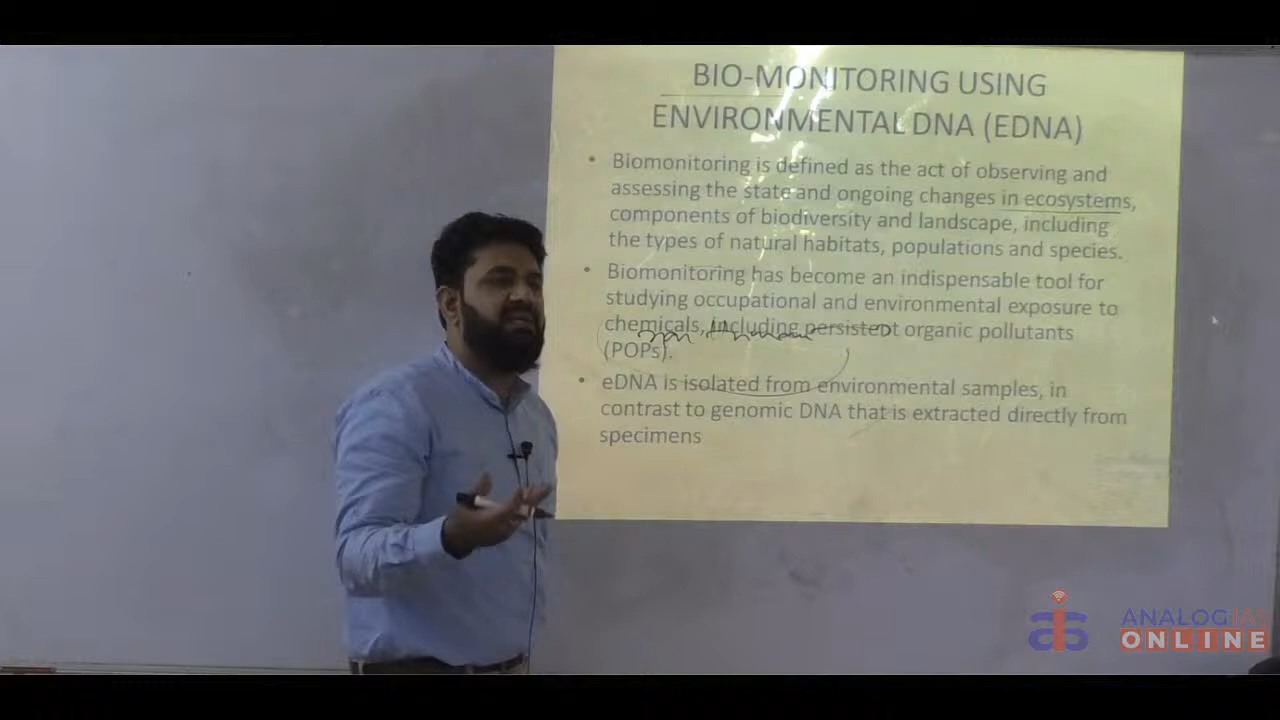 BIO-MONITORING USING
ENVIRONMENTAL DNA (EDNA)
• Biomonitoring is defined as the act of observing and
assessing the state and ongoing changes in ecosystems,
components of biodiversity and landscape, including
the types of natural habitats, populations and species.
• Biomonitoring has become an indispensable tool for
studying occupational and environmental exposure to
chemicals, including persistent organic pollutants
(POPs).
• eDNA is isolated from environmental samples, in
contrast to genomic DNA that is extracted directly from
specimens
ANALOG IAS
ONLINE